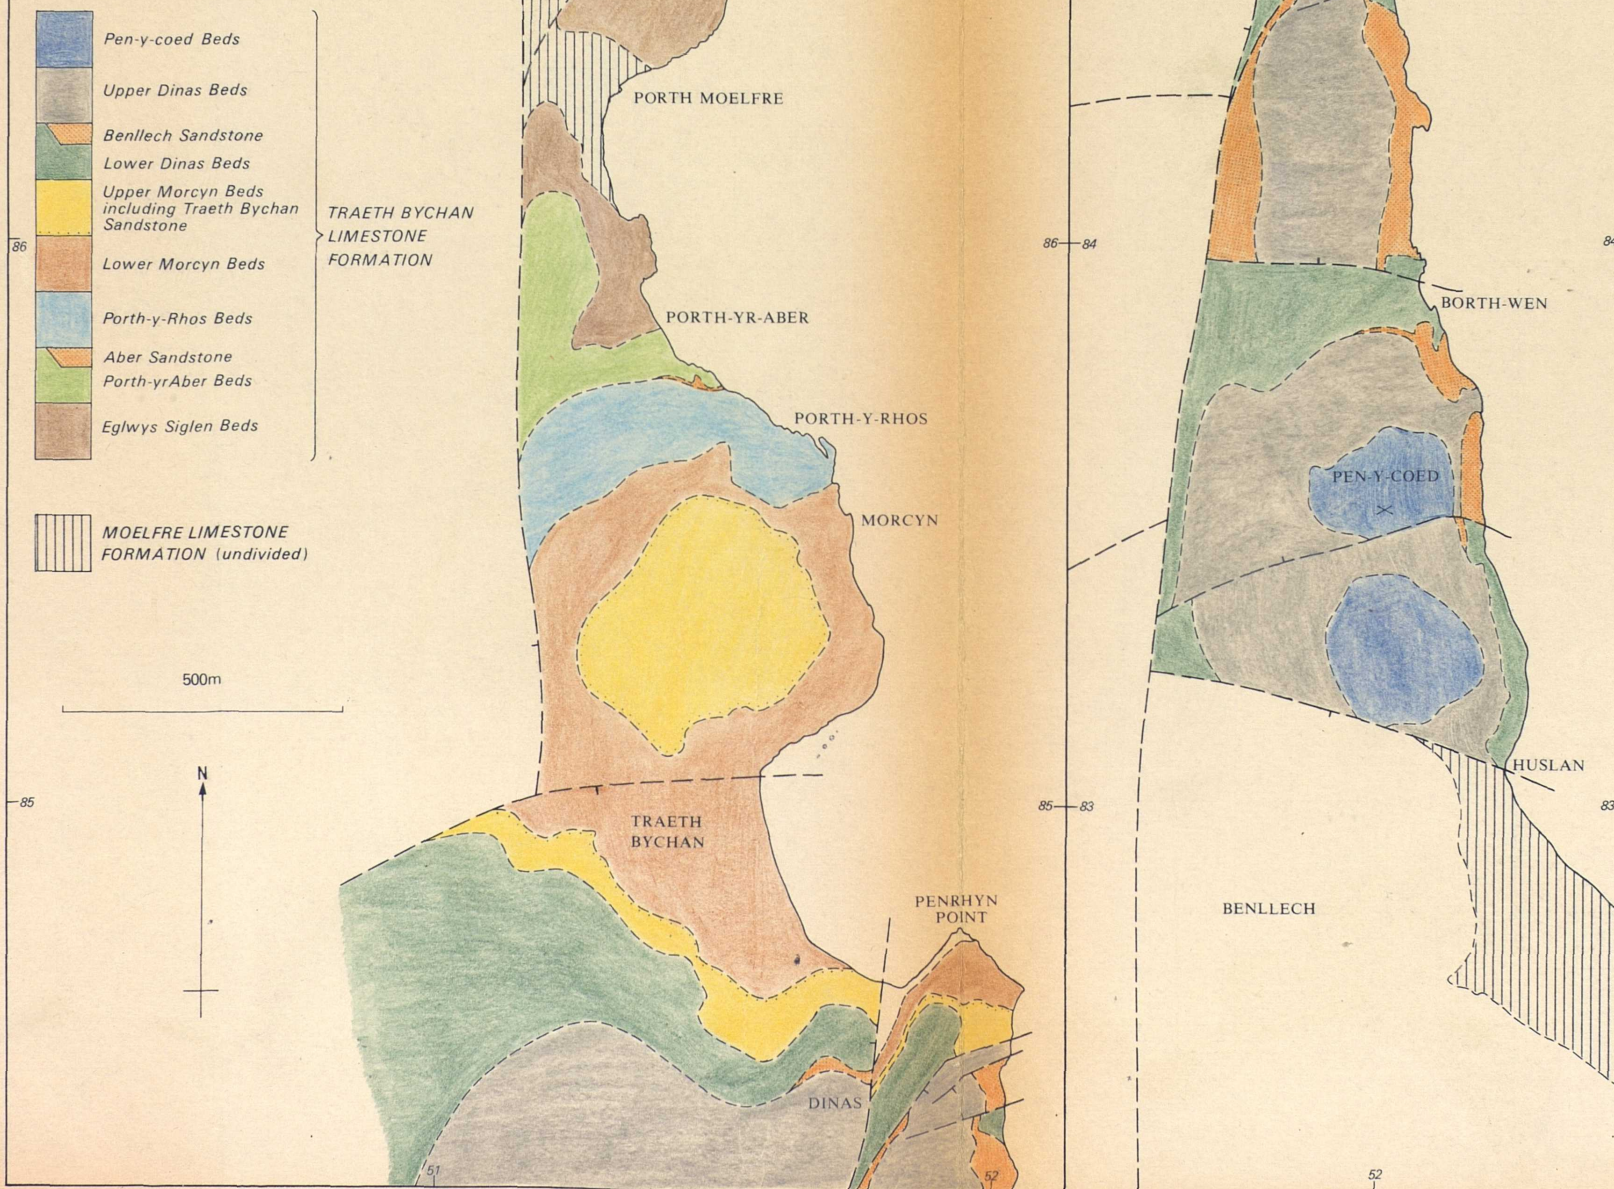 Pen-y-coed Beds
Upper Dinas Beds
Benllech Sandstone
Lower Dinas Beds
Upper Morcyn Beds
including Traeth Bychan
Sandstone
Lower Morcyn Beds
Porth-y-Rhos Beds
Aber Sandstone
Porth-yrAber Beds
Eglwys Siglen Beds
TRAETH BYCHAN
LIMESTONE
FORMATION
MOELFRE LIMESTONE
FORMATION (undivided)
500m
N
86
85
PORTH MOELFRE
PORTH-YR-ABER
PORTH-Y-RHOS
MORCYN
TRAETH
BYCHAN
PENRHYN
POINT
DINAS
51
52
86 84
85 83
84
BORTH-WEN
PEN-Y-COED
HUSLAN
83
BENLLECH
52